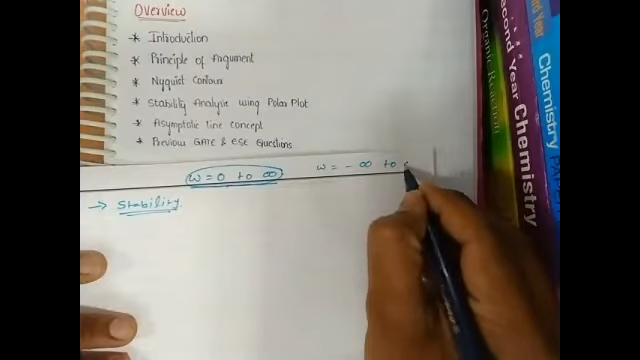 Overview
* Introduction
* Principle of Argument
* Nyquist Contour
* Stability Analysis using Polar Plot
* Asymptotic line concept
* Previous GATE & ESE Questions
ω = 0 to ∞ ω = - ∞ to
→ Stability
Second Year Chemistry
Organic Reaction
Chemistry